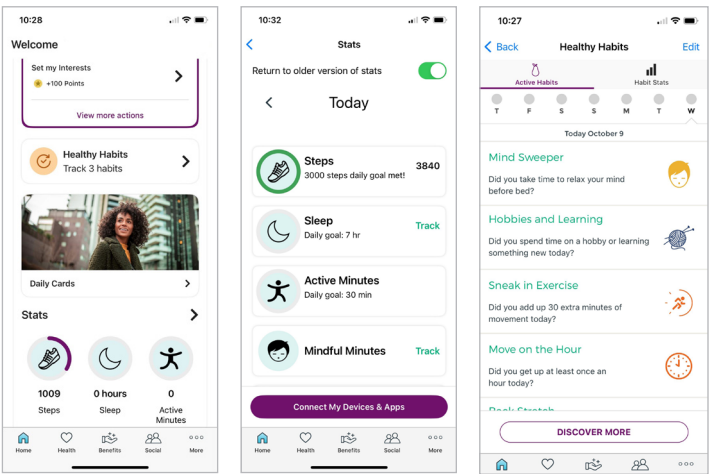 10:28
Welcome
Set my Interests
+100 Points
View more actions
Healthy Habits
Track 3 habits
Daily Cards
Stats
1009
Steps
0 hours
Sleep
0
Active
Minutes
Home
Health
Benefits
Social
More
10:32
Stats
Return to older version of stats
Today
Steps
3000 steps daily goal met!
3840
Sleep
Daily goal: 7 hr
Track
Active Minutes
Daily goal: 30 min
Mindful Minutes
Track
Connect My Devices & Apps
Home
Health
Benefits
Social
More
10:27
Back
Healthy Habits
Edit
Active Habits
Habit Stats
T F S S M T W
Today October 9
Mind Sweeper
Did you take time to relax your mind
before bed?
Hobbies and Learning
Did you spend time on a hobby or learning
something new today?
Sneak in Exercise
Did you add up 30 extra minutes of
movement today?
Move on the Hour
Did you get up at least once an
hour today?
DISCOVER MORE